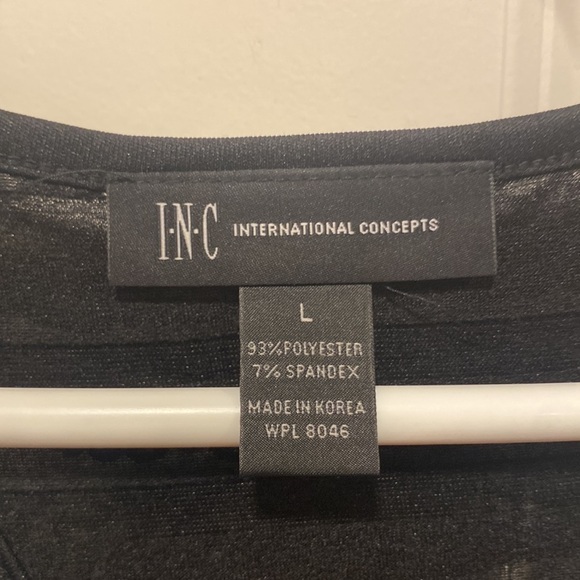 I·N·C INTERNATIONAL CONCEPTS
L
93%POLYESTER
7% SPANDEX
MADE IN KOREA
WPL 8046